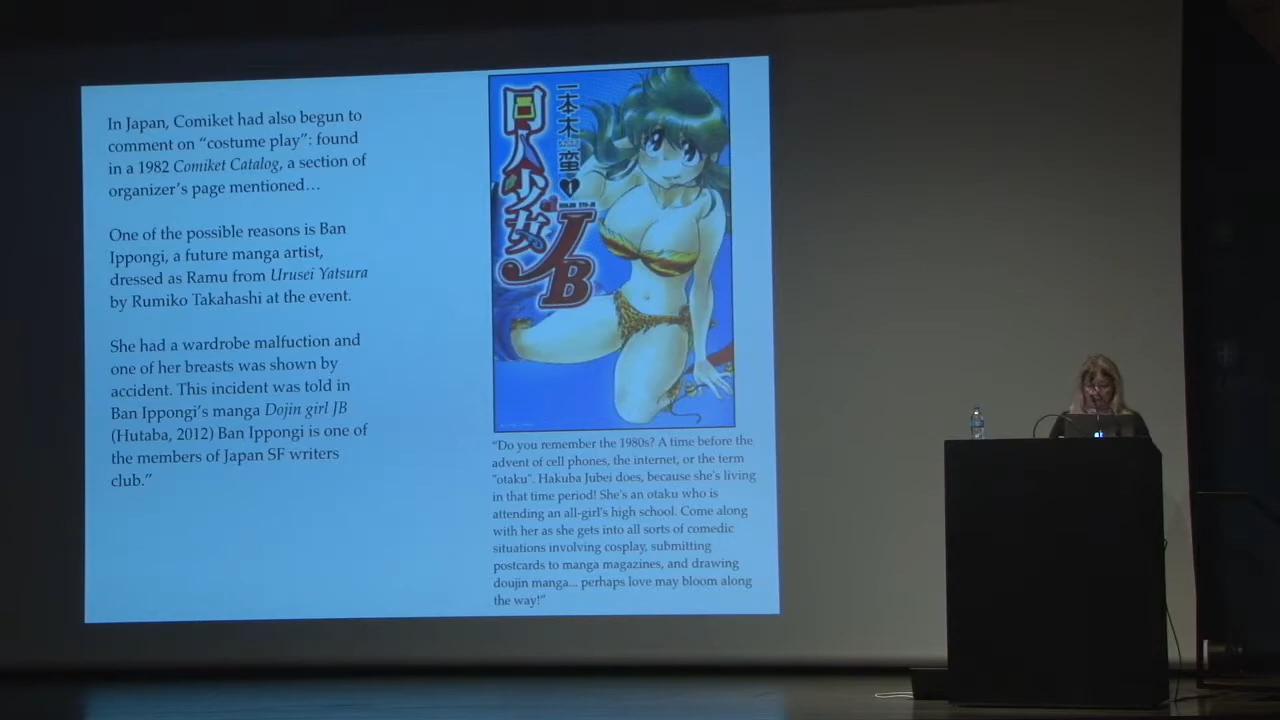 In Japan, Comiket had also begun to
comment on “costume play”: found
in a 1982 Comiket Catalog, a section of
organizer's page mentioned…
One of the possible reasons is Ban
Ippongi, a future manga artist,
dressed as Ramu from Urusei Yatsura
by Rumiko Takahashi at the event.
She had a wardrobe malfuction and
one of her breasts was shown by
accident. This incident was told in
Ban Ippongi's manga Dojin girl JB
(Hutaba, 2012) Ban Ippongi is one of
the members of Japan SF writers
club.”
同人少女
JB
一本木蛮
1
“Do you remember the 1980s? A time before the
advent of cell phones, the internet, or the term
"otaku". Hakuba Jubei does, because she's living
in that time period! She's an otaku who is
attending an all-girl's high school. Come along
with her as she gets into all sorts of comedic
situations involving cosplay, submitting
postcards to manga magazines, and drawing
doujin manga... perhaps love may bloom along
the way!”